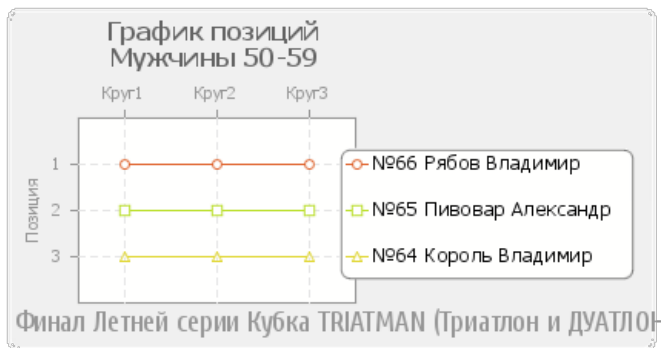 График позиций
Мужчины 50-59
Круг1 Круг2 Круг3
Позиция
1 №66 Рябов Владимир
2 №65 Пивовар Александр
3 №64 Король Владимир
Финал Летней серии Кубка TRIATMAN (Триатлон и ДУАТЛОН